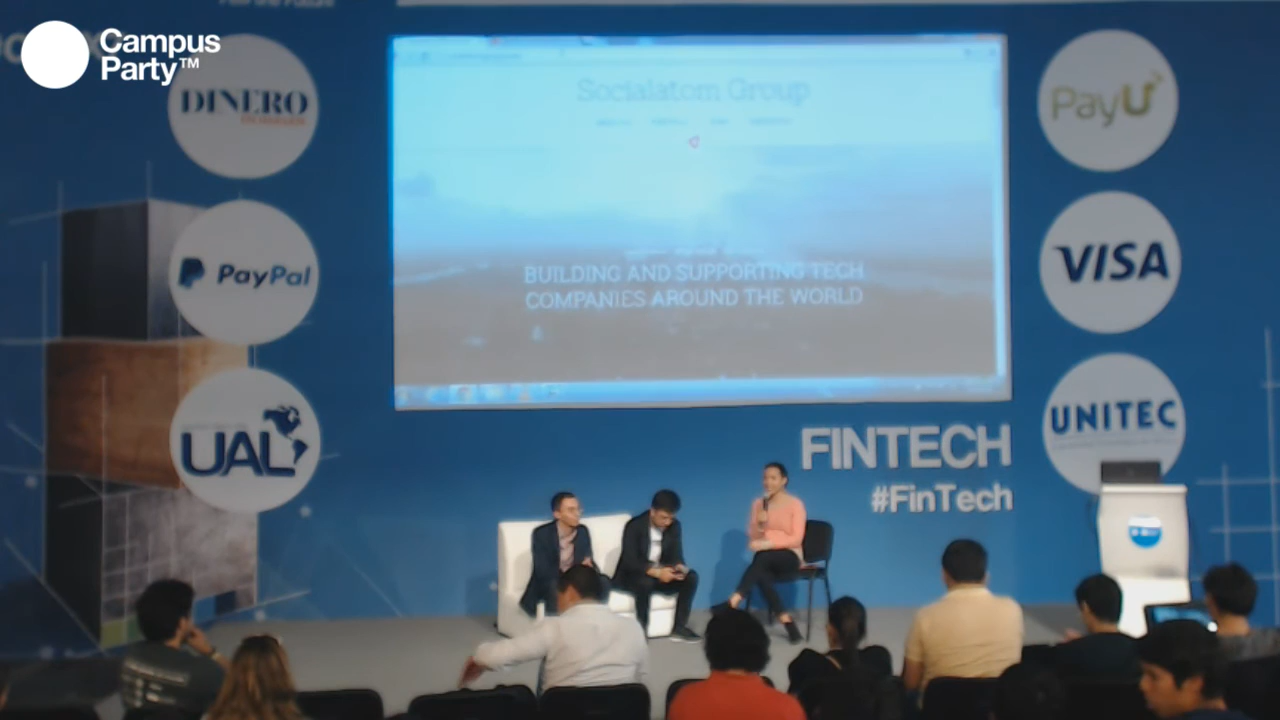 Campus
Party™
DINERO
PayPal
UAL
Socialatom Group
BUILDING AND SUPPORTING TECH
COMPANIES AROUND THE WORLD
PayU
VISA
UNITEC
FINTECH
#FinTech